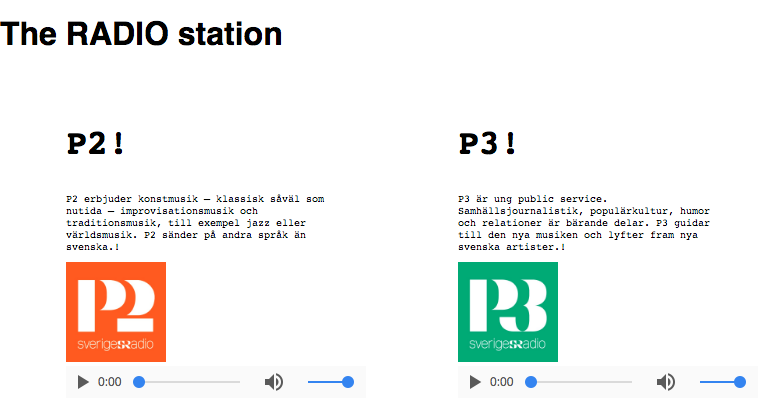 The RADIO station
P2!
P2 erbjuder konstmusik – klassisk såväl som
nutida – improvisationsmusik och
traditionsmusik, till exempel jazz eller
världsmusik. P2 sänder på andra språk än
svenska.!
P2
sverigesradio
0:00
P3!
P3 är ung public service.
Samhällsjournalistik, populärkultur, humor
och relationer är bärande delar. P3 guidar
till den nya musiken och lyfter fram nya
svenska artister.!
P3
sverigesradio
0:00